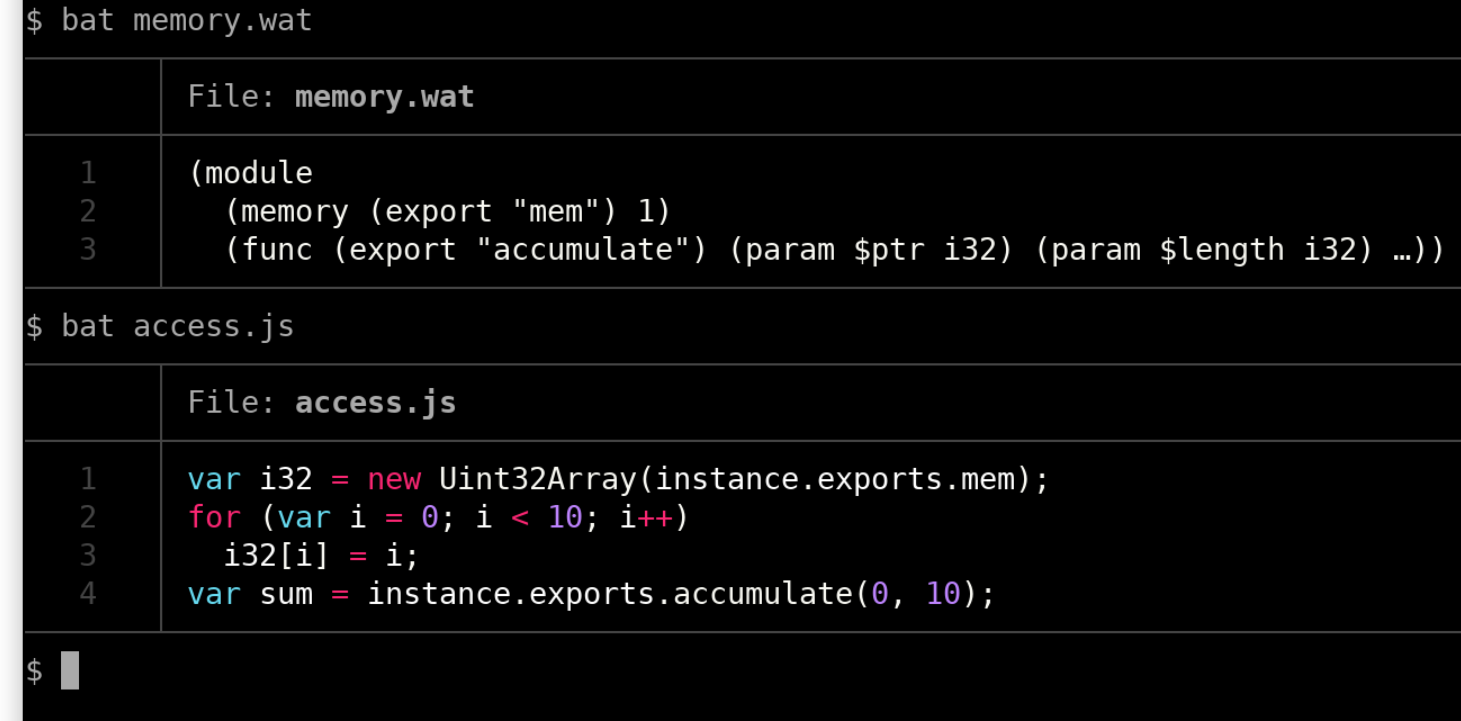 $ bat memory.wat
File: memory.wat
1 (module
2   (memory (export "mem") 1)
3   (func (export "accumulate") (param $ptr i32) (param $length i32) …))
$ bat access.js
File: access.js
1 var i32 = new Uint32Array(instance.exports.mem);
2 for (var i = 0; i < 10; i++)
3   i32[i] = i;
4 var sum = instance.exports.accumulate(0, 10);
$